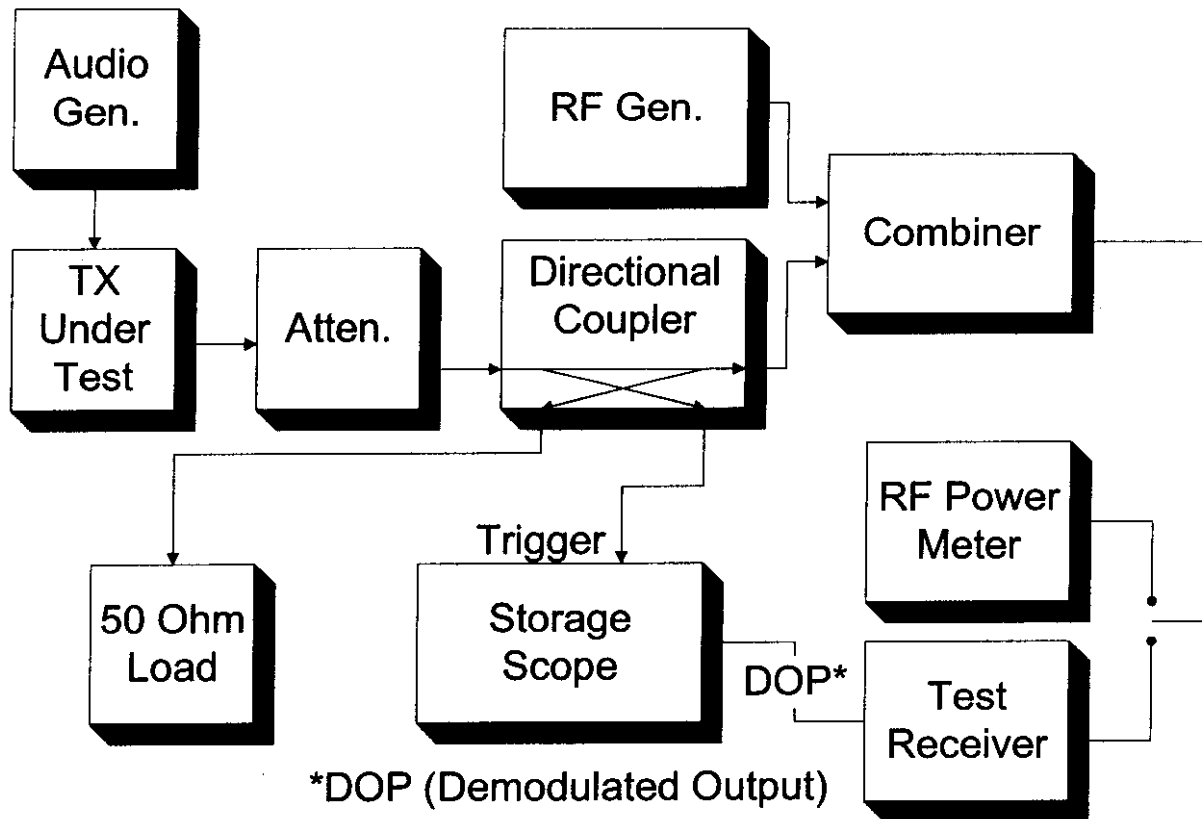 Audio
Gen.
RF Gen.
Combiner
TX
Under
Test
Atten.
Directional
Coupler
RF Power
Meter
Trigger
50 Ohm
Load
Storage
Scope
DOP*
Test
Receiver
*DOP (Demodulated Output)